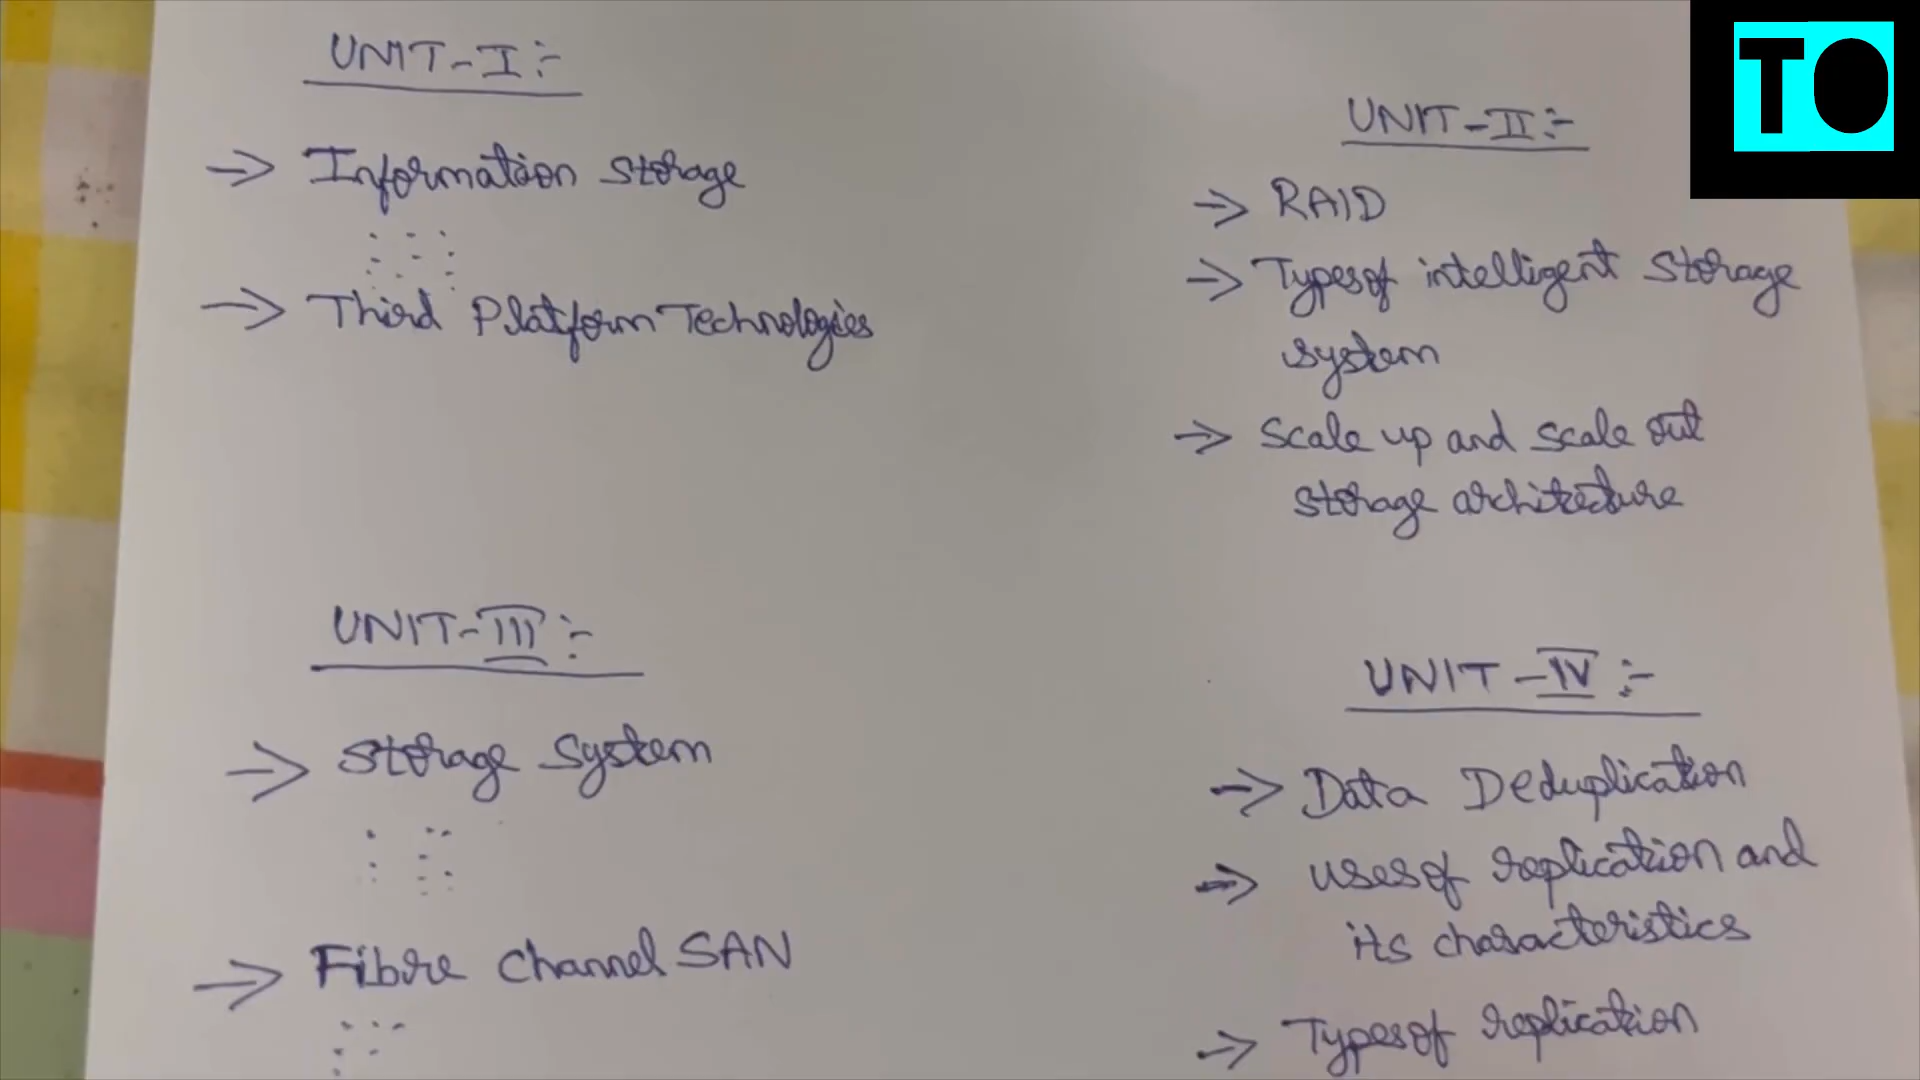 UNIT-I :-
→ Information Storage
→ Third Platform Technologies
TO
UNIT-II :-
→ RAID
→ Types of intelligent Storage
system
→ Scale up and scale out
storage architecture
UNIT-III :-
→ Storage System
→ Fibre Channel SAN
UNIT-IV :-
→ Data Deduplication
→ uses of replication and
its characteristics
→ Types of replication